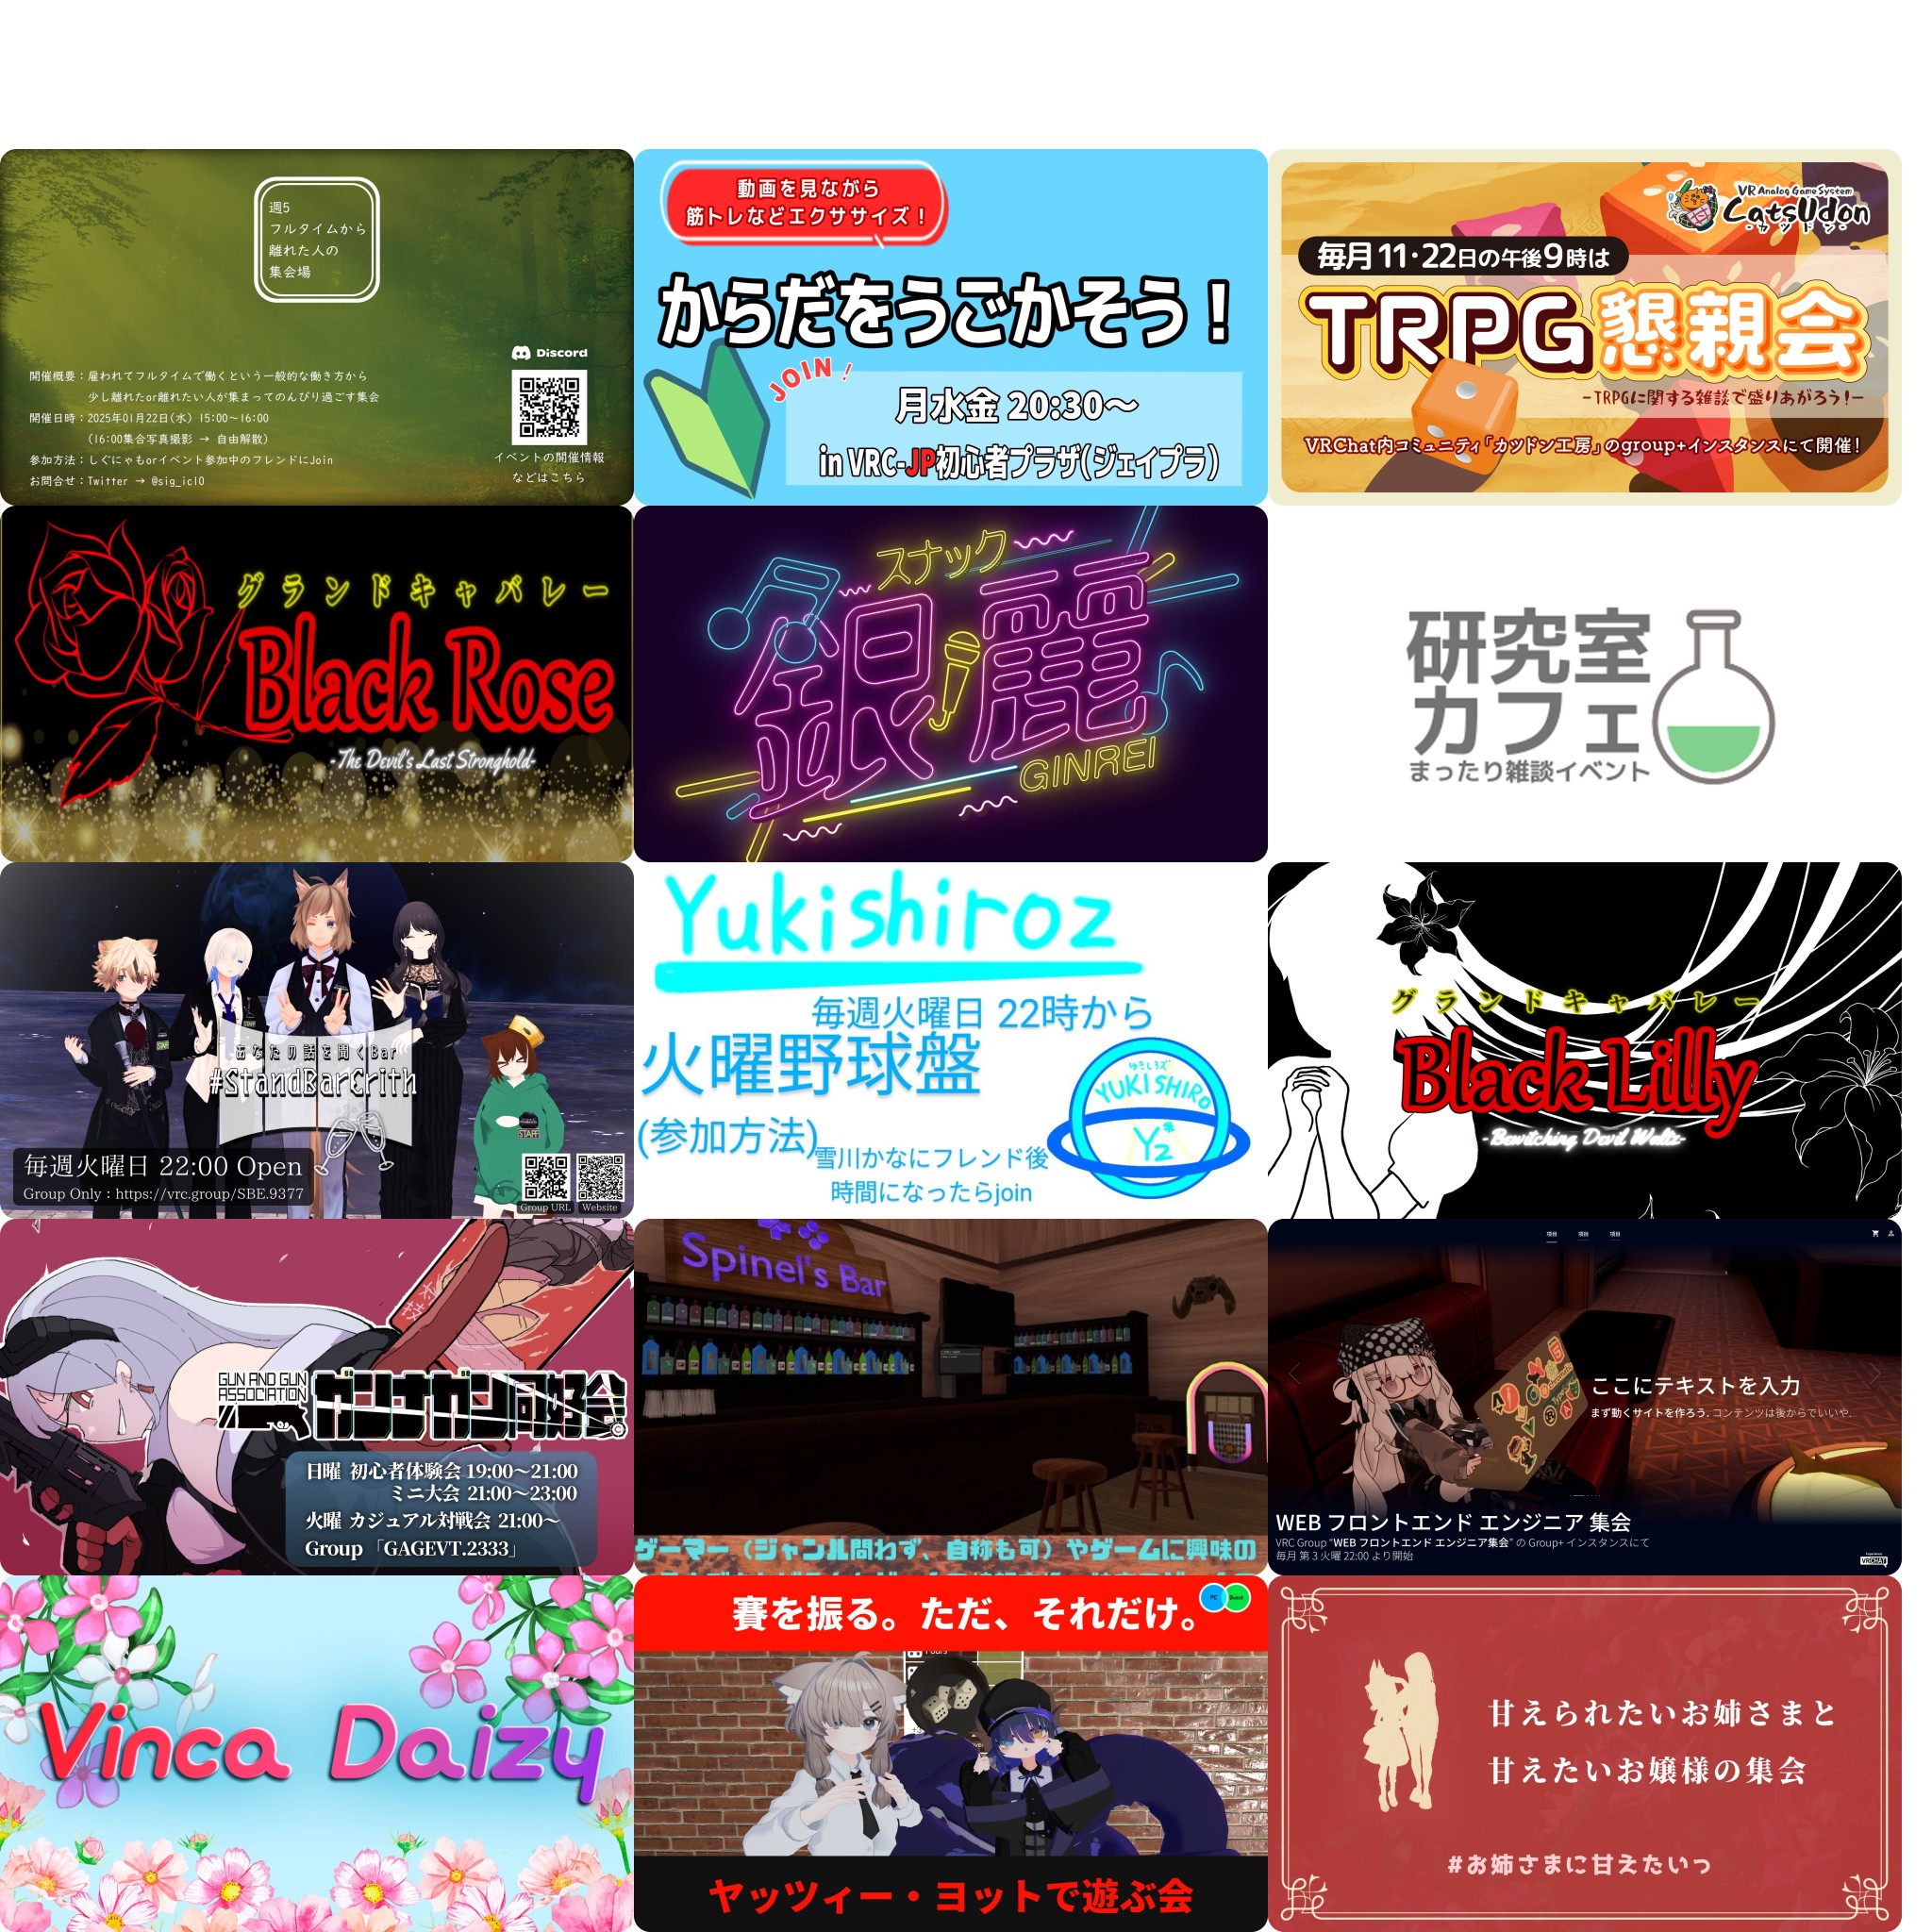 週5
フルタイムから
離れた人の
集会場
開催概要：雇われてフルタイムで働くという一般的な働き方から
少し離れたor離れたい人が集まってのんびり過ごす集会
開催日時：2025年01月22日(水) 15:00～16:00
(16:00集合写真撮影 → 自由解散)
参加方法：しぐにゃもorイベント参加中のフレンドにJoin
お問合せ：Twitter → @sig_icl0
Discord
イベントの開催情報
などはこちら
動画を見ながら
筋トレなどエクササイズ！
からだをうごかそう！
JOIN！
月水金 20:30～
in VRC-JP初心者プラザ(ジェイプラ)
VR Analog Game System
CatsUdon
-カツドン-
毎月11・22日の午後9時は
TRPG懇親会
-TRPGに関する雑談で盛りあがろう！-
VRChat内コミュニティ「カツドン工房」のgroup+インスタンスにて開催！
グランドキャバレー
Black Rose
-The Devil's Last Stronghold-
スナック
銀麗
GINREI
研究室
カフェ
まったり雑談イベント
あなたの話を聞くBar
#StandBarCrith
STAFF
毎週火曜日 22:00 Open
Group Only：https://vrc.group/SBE.9377
Group URL
Website
Yukishiroz
毎週火曜日 22時から
火曜野球盤
(参加方法)
雪川かなにフレンド後
時間になったらjoin
ゆきしろず
YUKISHIRO
Y2*
グランドキャバレー
Black Lilly
-Bewitching Devil Waltz-
GUN AND GUN
ASSOCIATION
ガンナガン同好会
日曜 初心者体験会 19:00～21:00
ミニ大会 21:00～23:00
火曜 カジュアル対戦会 21:00～
Group 「GAGEVT.2333」
Spinel's Bar
ゲーマー（ジャンル問わず、自称も可）やゲームに興味の
項目 項目 項目
ここにテキストを入力
まず動くサイトを作ろう. コンテンツは後からでいいや.
WEB フロントエンド エンジニア 集会
VRC Group “WEB フロントエンド エンジニア集会” の Group+ インスタンスにて
毎月 第 3 火曜 22:00 より開始
VRCHAT
Vinca Daizy
賽を振る。ただ、それだけ。
PC
Quest
ヤッツィー・ヨットで遊ぶ会
甘えられたいお姉さまと
甘えたいお嬢様の集会
#お姉さまに甘えたいっ